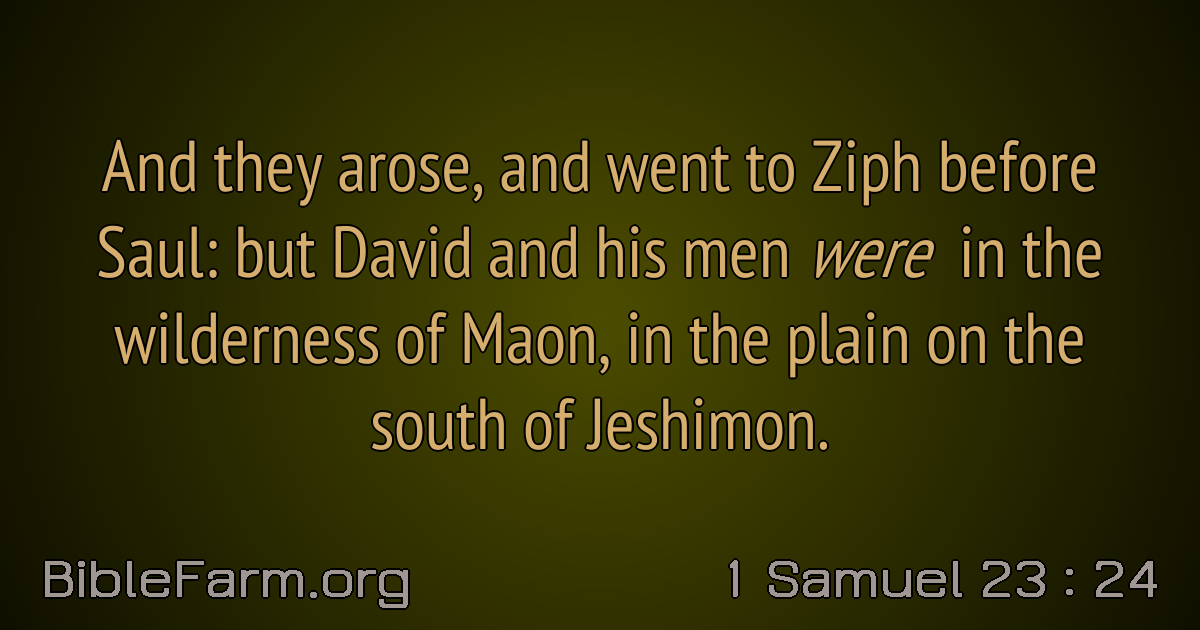 And they arose, and went to Ziph before
Saul: but David and his men were in the
wilderness of Maon, in the plain on the
south of Jeshimon.
BibleFarm.org
1 Samuel 23 : 24